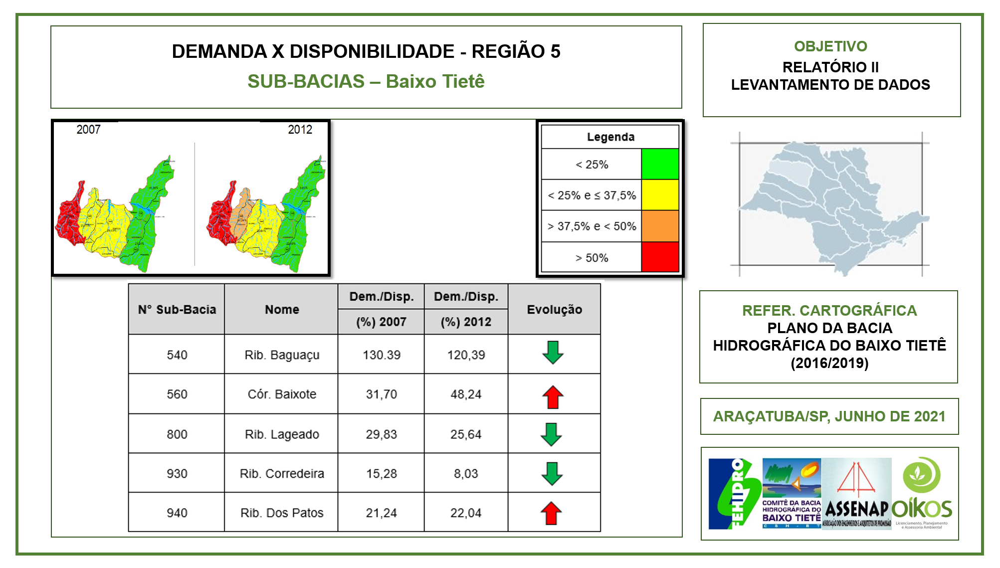 DEMANDA X DISPONIBILIDADE - REGIÃO 5
SUB-BACIAS – Baixo Tietê
OBJETIVO
RELATÓRIO II
LEVANTAMENTO DE DADOS
2007
2012
Legenda
< 25%
< 25% e ≤ 37,5%
> 37,5% e < 50%
> 50%
N° Sub-Bacia Nome Dem./Disp. Dem./Disp. Evolução
(%) 2007 (%) 2012
540 Rib. Baguaçu 130.39 120,39
560 Cór. Baixote 31,70 48,24
800 Rib. Lageado 29,83 25,64
930 Rib. Corredeira 15,28 8,03
940 Rib. Dos Patos 21,24 22,04
REFER. CARTOGRÁFICA
PLANO DA BACIA
HIDROGRÁFICA DO BAIXO TIETÊ
(2016/2019)
ARAÇATUBA/SP, JUNHO DE 2021
FEHIDRO
COMITÊ DA BACIA
HIDROGRÁFICA DO
BAIXO TIETÊ
CBH-BT
ASSENAP
ASSOCIAÇÃO DOS ENGENHEIROS E ARQUITETOS DE PROMISSÃO
OÍKOS
Licenciamento, Planejamento
e Assessoria Ambiental